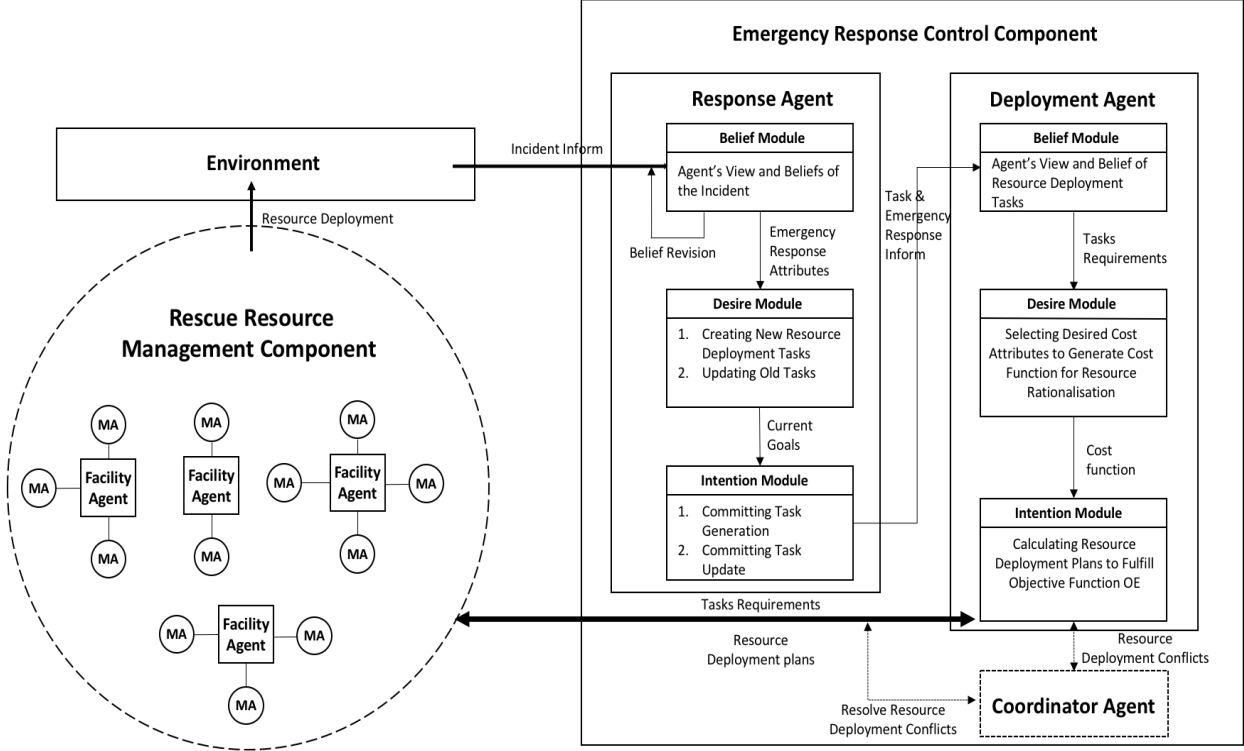 Emergency Response Control Component
Response Agent
Deployment Agent
Environment
Incident Inform
Resource Deployment
Belief Module
Agent's View and Beliefs of
the Incident
Belief Revision
Emergency
Response
Attributes
Desire Module
1. Creating New Resource
Deployment Tasks
2. Updating Old Tasks
Current
Goals
Intention Module
1. Committing Task
Generation
2. Committing Task
Update
Task &
Emergency
Response
Inform
Belief Module
Agent's View and Belief of
Resource Deployment
Tasks
Tasks
Requirements
Desire Module
Selecting Desired Cost
Attributes to Generate Cost
Function for Resource
Rationalisation
Cost
function
Intention Module
Calculating Resource
Deployment Plans to Fulfill
Objective Function OE
Rescue Resource
Management Component
MA
MA
Facility
Agent
MA
MA
Facility
Agent
MA
MA
MA
Facility
Agent
MA
MA
MA
Facility
Agent
MA
MA
Tasks Requirements
Resource
Deployment plans
Resolve Resource
Deployment Conflicts
Resource
Deployment Conflicts
Coordinator Agent